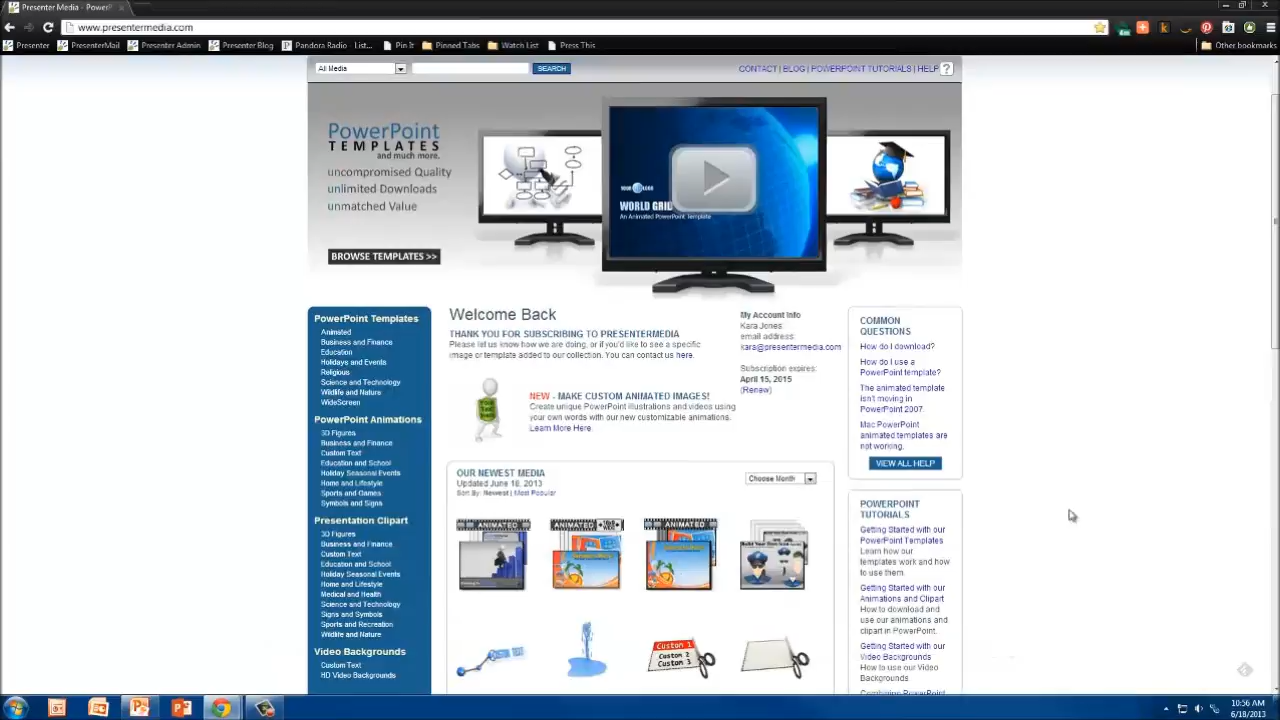 Presenter Media - PowerP
www.presentermedia.com
Presenter
PresenterMail
Presenter Admin
Presenter Blog
Pandora Radio - List...
Pin It
Pinned Tabs
Watch List
Press This
Other bookmarks
All Media
SEARCH
CONTACT | BLOG | POWERPOINT TUTORIALS | HELP ?
PowerPoint
TEMPLATES
and much more.
uncompromised Quality
unlimited Downloads
unmatched Value
BROWSE TEMPLATES >>
YOUR LOGO
WORLD GRID
An Animated PowerPoint Template
PowerPoint Templates
Animated
Business and Finance
Education
Holidays and Events
Religious
Science and Technology
Wildlife and Nature
WideScreen
PowerPoint Animations
3D Figures
Business and Finance
Custom Text
Education and School
Holiday Seasonal Events
Home and Lifestyle
Sports and Games
Symbols and Signs
Presentation Clipart
3D Figures
Business and Finance
Custom Text
Education and School
Holiday Seasonal Events
Home and Lifestyle
Medical and Health
Science and Technology
Signs and Symbols
Sports and Recreation
Wildlife and Nature
Video Backgrounds
Custom Text
HD Video Backgrounds
Welcome Back
THANK YOU FOR SUBSCRIBING TO PRESENTERMEDIA
Please let us know how we are doing, or if you'd like to see a specific
image or template added to our collection. You can contact us here.
NEW - MAKE CUSTOM ANIMATED IMAGES!
Create unique PowerPoint illustrations and videos using
your own words with our new customizable animations.
Learn More Here.
My Account Info
Kara Jones
email address:
kara@presentermedia.com
Subscription expires:
April 15, 2015
(Renew)
OUR NEWEST MEDIA
Updated June 18, 2013
Sort By: Newest | Most Popular
Choose Month
ANIMATED
ANIMATED
ANIMATED
Custom 1
Custom 2
Custom 3
COMMON
QUESTIONS
How do I download?
How do I use a
PowerPoint template?
The animated template
isn't moving in
PowerPoint 2007.
Mac PowerPoint
animated templates are
not working.
VIEW ALL HELP
POWERPOINT
TUTORIALS
Getting Started with our
PowerPoint Templates
Learn how our
templates work and how
to use them.
Getting Started with our
Animations and Clipart
How to download and
use our animations and
clipart in PowerPoint.
Getting Started with our
Video Backgrounds
How to use our Video
Backgrounds
Combining PowerPoint
10:56 AM
6/18/2013